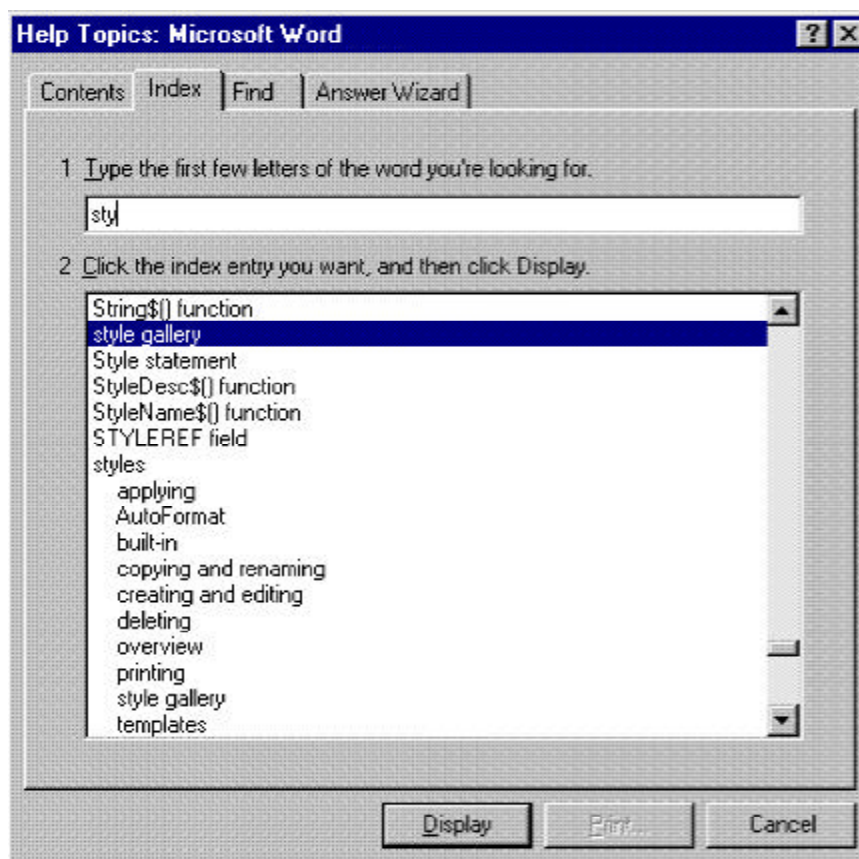 Help Topics: Microsoft Word
Contents Index Find Answer Wizard
1 Type the first few letters of the word you're looking for.
sty
2 Click the index entry you want, and then click Display.
String$() function
style gallery
Style statement
StyleDesc$() function
StyleName$() function
STYLEREF field
styles
applying
AutoFormat
built-in
copying and renaming
creating and editing
deleting
overview
printing
style gallery
templates
Display Print... Cancel